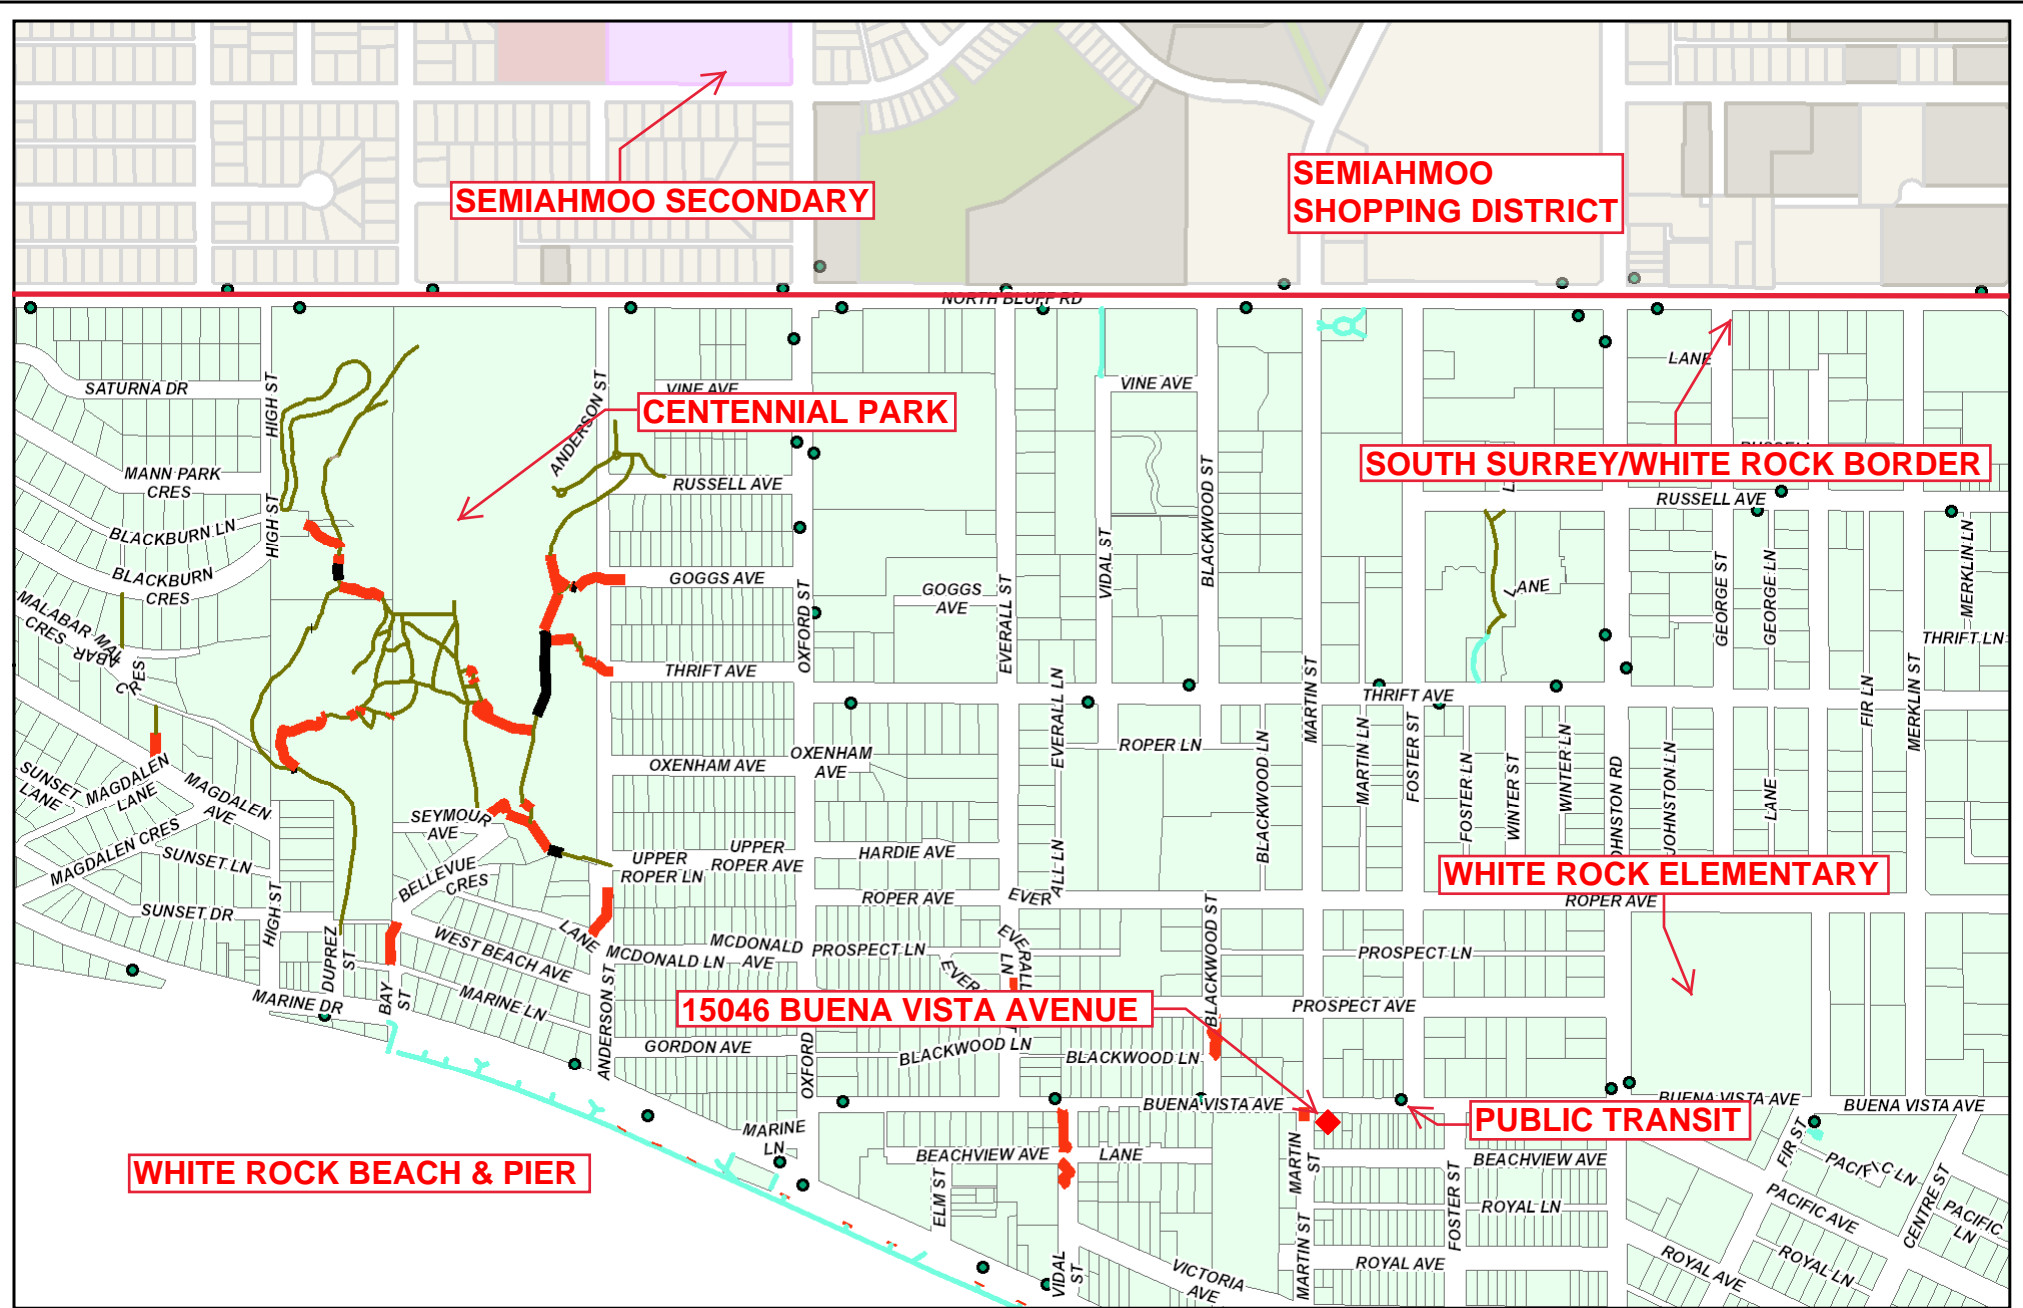 SEMIAHMOO SECONDARY
SEMIAHMOO
SHOPPING DISTRICT
NORTH BLUFF RD
SATURNA DR
HIGH ST
ANDERSON ST
VINE AVE
VINE AVE
LANE
CENTENNIAL PARK
SOUTH SURREY/WHITE ROCK BORDER
MANN PARK
CRES
RUSSELL AVE
RUSSELL AVE
BLACKBURN LN
HIGH ST
BLACKWOOD ST
VIDAL ST
BLACKBURN
CRES
GOGGS AVE
GOGGS
AVE
OXFORD ST
EVERALL ST
LANE
GEORGE ST
GEORGE LN
MERKLIN LN
MALABAR
CRES
CRES
THRIFT LN
THRIFT AVE
THRIFT AVE
MARTIN ST
EVERALL LN
ROPER LN
OXENHAM AVE
OXENHAM
AVE
BLACKWOOD LN
MARTIN LN
FOSTER ST
FOSTER LN
WINTER ST
WINTER LN
JOHNSTON LN
LANE
FIR LN
MERKLIN ST
SUNSET
LANE
MAGDALEN
LANE
MAGDALEN
AVE
MAGDALEN CRES
SUNSET LN
SEYMOUR
AVE
UPPER
ROPER LN
UPPER
ROPER AVE
HARDIE AVE
BELLEVUE
CRES
WHITE ROCK ELEMENTARY
ROPER AVE
ROPER AVE
SUNSET DR
HIGH ST
DUPREZ
ST
WEST BEACH AVE
LANE
MCDONALD LN
MCDONALD
AVE
PROSPECT LN
PROSPECT LN
BLACKWOOD ST
MARINE DR
BAY
ST
MARINE LN
ANDERSON ST
15046 BUENA VISTA AVENUE
PROSPECT AVE
GORDON AVE
OXFORD
BLACKWOOD LN
BLACKWOOD LN
BUENA VISTA AVE
BUENA VISTA AVE
BUENA VISTA AVE
PUBLIC TRANSIT
MARINE
LN
WHITE ROCK BEACH & PIER
BEACHVIEW AVE
LANE
MARTIN
ST
BEACHVIEW AVE
FIR ST
ELM ST
FOSTER ST
ROYAL LN
PACIFIC AVE
CENTRE ST
PACIFIC
LN
VIDAL
ST
VICTORIA
AVE
MARTIN ST
ROYAL AVE
ROYAL AVE
ROYAL LN